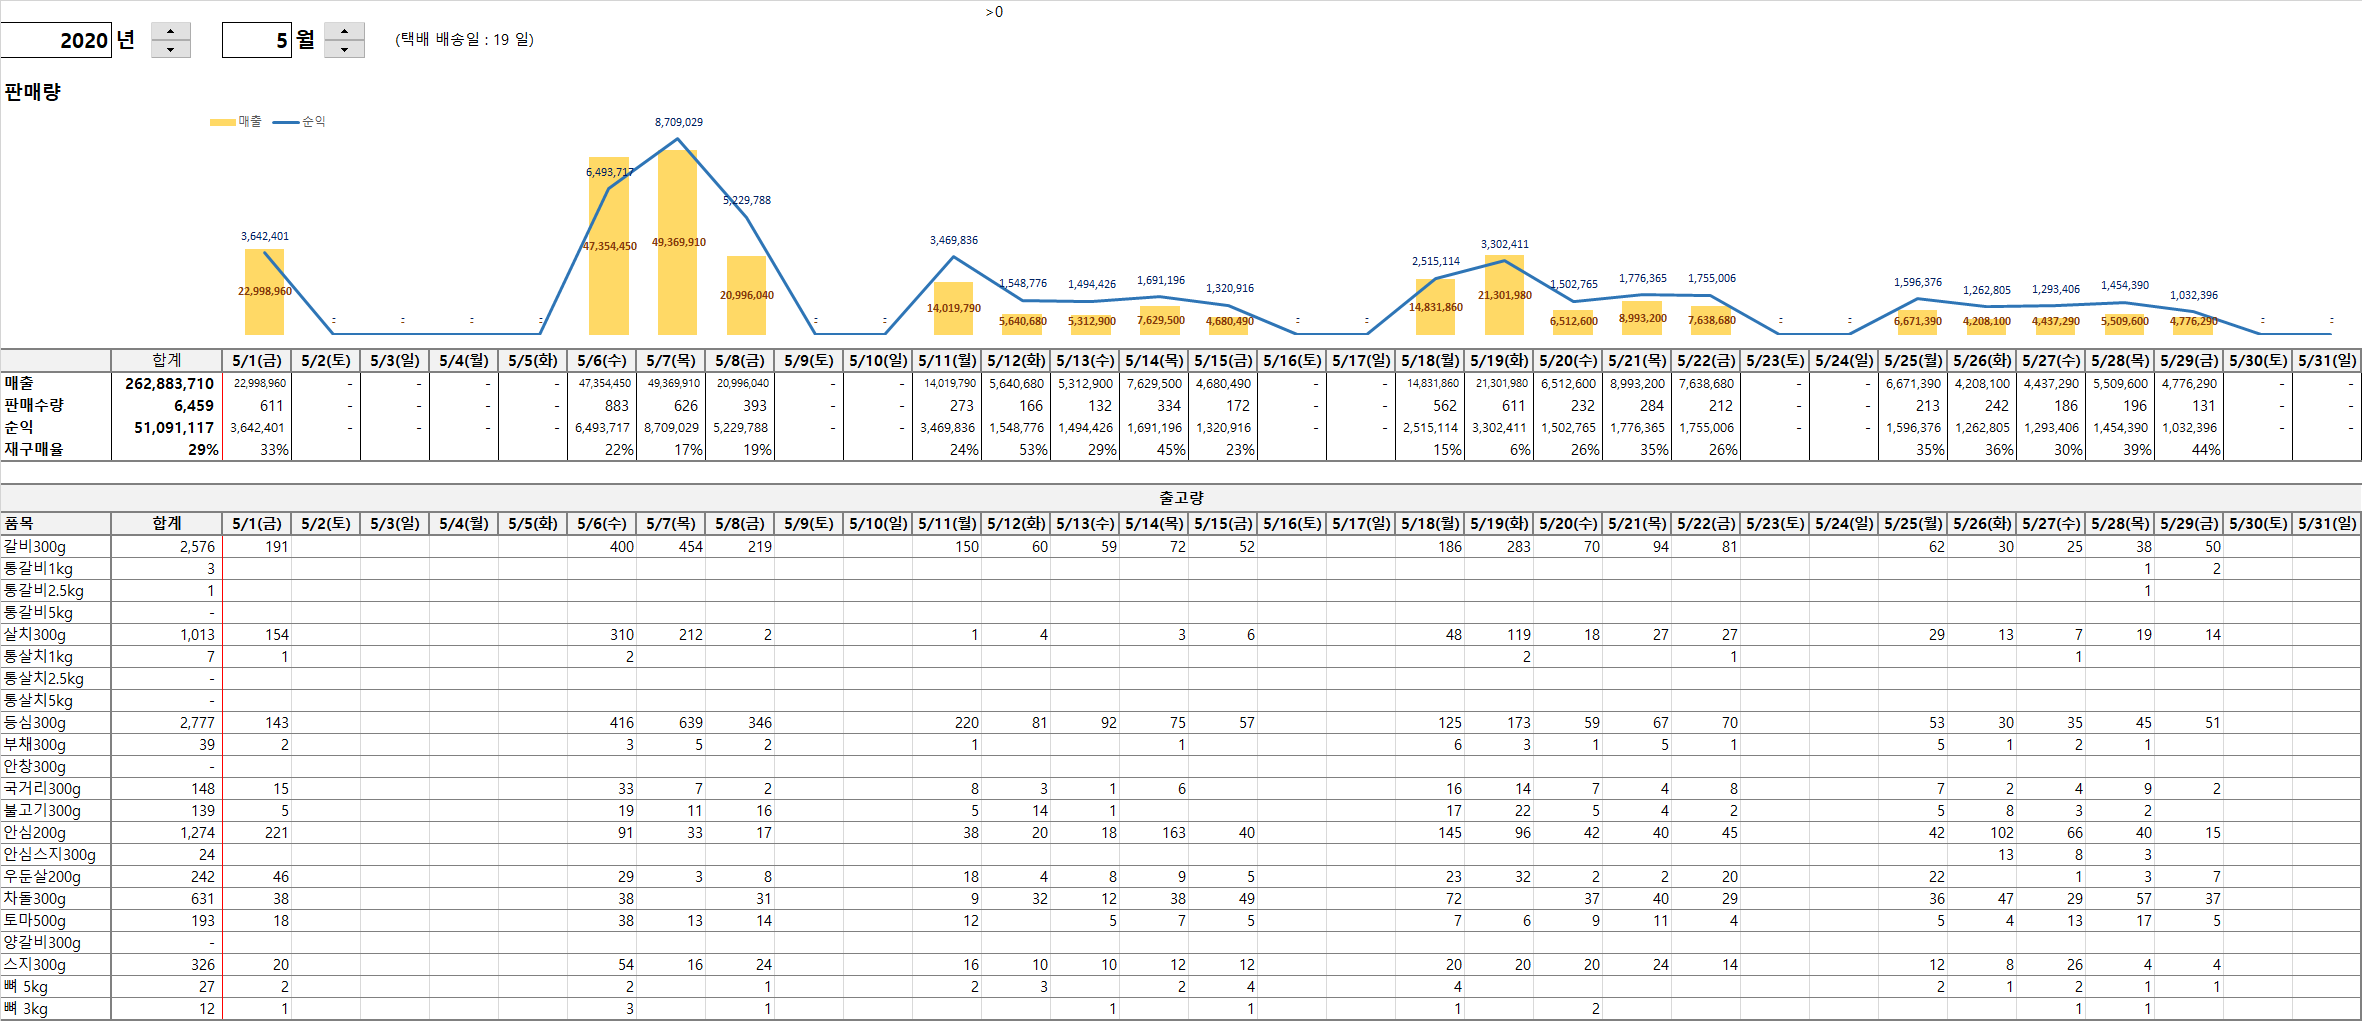 >0
2020 년 5 월 (택배 배송일 : 19 일)
판매량
매출 순익
8,709,029
6,493,717
5,229,788
3,642,401
47,354,450 49,369,910
3,469,836
3,302,411
2,515,114
22,998,960 20,996,040
1,548,776 1,494,426 1,691,196 1,320,916
1,502,765 1,776,365 1,755,006
1,596,376 1,262,805 1,293,406 1,454,390 1,032,396
14,019,790 5,640,680 5,312,900 7,629,500 4,680,490
14,831,860 21,301,980 6,512,600 8,993,200 7,638,680
6,671,390 4,208,100 4,437,290 5,509,600 4,776,290
- - - - - - - - - - - - -
합계 5/1(금) 5/2(토) 5/3(일) 5/4(월) 5/5(화) 5/6(수) 5/7(목) 5/8(금) 5/9(토) 5/10(일) 5/11(월) 5/12(화) 5/13(수) 5/14(목) 5/15(금) 5/16(토) 5/17(일) 5/18(월) 5/19(화) 5/20(수) 5/21(목) 5/22(금) 5/23(토) 5/24(일) 5/25(월) 5/26(화) 5/27(수) 5/28(목) 5/29(금) 5/30(토) 5/31(일)
매출 262,883,710 22,998,960 - - - - 47,354,450 49,369,910 20,996,040 - - 14,019,790 5,640,680 5,312,900 7,629,500 4,680,490 - - 14,831,860 21,301,980 6,512,600 8,993,200 7,638,680 - - 6,671,390 4,208,100 4,437,290 5,509,600 4,776,290 - -
판매수량 6,459 611 - - - - 883 626 393 - - 273 166 132 334 172 - - 562 611 232 284 212 - - 213 242 186 196 131 - -
순익 51,091,117 3,642,401 - - - - 6,493,717 8,709,029 5,229,788 - - 3,469,836 1,548,776 1,494,426 1,691,196 1,320,916 - - 2,515,114 3,302,411 1,502,765 1,776,365 1,755,006 - - 1,596,376 1,262,805 1,293,406 1,454,390 1,032,396 - -
재구매율 29% 33% 22% 17% 19% 24% 53% 29% 45% 23% 15% 6% 26% 35% 26% 35% 36% 30% 39% 44%
출고량
품목 합계 5/1(금) 5/2(토) 5/3(일) 5/4(월) 5/5(화) 5/6(수) 5/7(목) 5/8(금) 5/9(토) 5/10(일) 5/11(월) 5/12(화) 5/13(수) 5/14(목) 5/15(금) 5/16(토) 5/17(일) 5/18(월) 5/19(화) 5/20(수) 5/21(목) 5/22(금) 5/23(토) 5/24(일) 5/25(월) 5/26(화) 5/27(수) 5/28(목) 5/29(금) 5/30(토) 5/31(일)
갈비300g 2,576 191 400 454 219 150 60 59 72 52 186 283 70 94 81 62 30 25 38 50
통갈비1kg 3 1 2
통갈비2.5kg 1 1
통갈비5kg -
살치300g 1,013 154 310 212 2 1 4 3 6 48 119 18 27 27 29 13 7 19 14
통살치1kg 7 1 2 2 1 1
통살치2.5kg -
통살치5kg -
등심300g 2,777 143 416 639 346 220 81 92 75 57 125 173 59 67 70 53 30 35 45 51
부채300g 39 2 3 5 2 1 1 6 3 1 5 1 5 1 2 1
안창300g -
국거리300g 148 15 33 7 2 8 3 1 6 16 14 7 4 8 7 2 4 9 2
불고기300g 139 5 19 11 16 5 14 1 17 22 5 4 2 5 8 3 2
안심200g 1,274 221 91 33 17 38 20 18 163 40 145 96 42 40 45 42 102 66 40 15
안심스지300g 24 13 8 3
우둔살200g 242 46 29 3 8 18 4 8 9 5 23 32 2 2 20 22 1 3 7
차돌300g 631 38 38 31 9 32 12 38 49 72 37 40 29 36 47 29 57 37
토마500g 193 18 38 13 14 12 5 7 5 7 6 9 11 4 5 4 13 17 5
양갈비300g -
스지300g 326 20 54 16 24 16 10 10 12 12 20 20 20 24 14 12 8 26 4 4
뼈 5kg 27 2 2 1 2 3 2 4 4 2 1 2 1 1
뼈 3kg 12 1 3 1 1 1 1 2 1 1